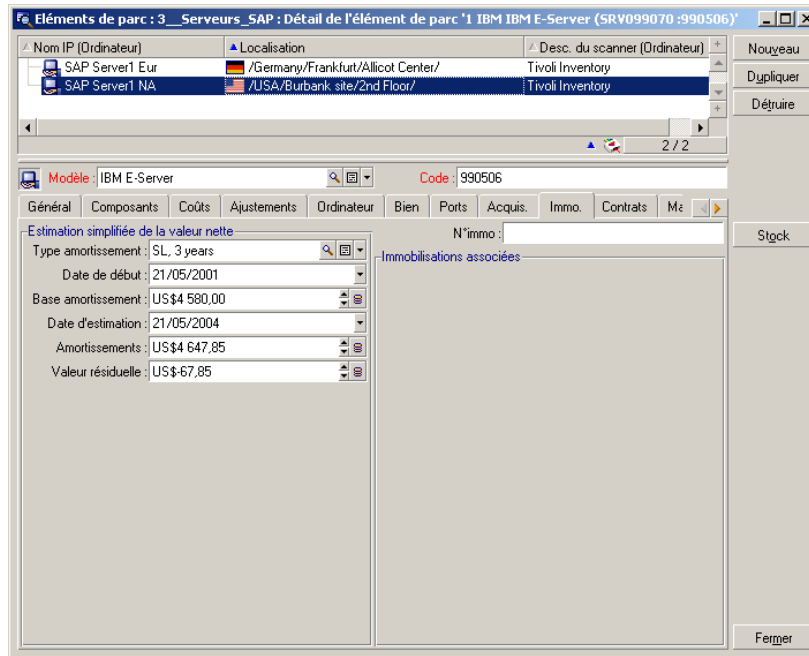 Eléments de parc : 3__Serveurs_SAP : Détail de l'élément de parc '1 IBM IBM E-Server (SRV099070 :990506)'
Nom IP (Ordinateur) Localisation Desc. du scanner (Ordinateur)
SAP Server1 Eur /Germany/Frankfurt/Allicot Center/ Tivoli Inventory
SAP Server1 NA /USA/Burbank site/2nd Floor/ Tivoli Inventory
2 / 2
Nouveau
Dupliquer
Détruire
Modèle : IBM E-Server Code : 990506
Général Composants Coûts Ajustements Ordinateur Bien Ports Acquis. Immo. Contrats
Estimation simplifiée de la valeur nette
Type amortissement : SL, 3 years
Date de début : 21/05/2001
Base amortissement : US$4 580,00
Date d'estimation : 21/05/2004
Amortissements : US$4 647,85
Valeur résiduelle : US$-67,85
N°immo :
Immobilisations associées
Stock
Fermer